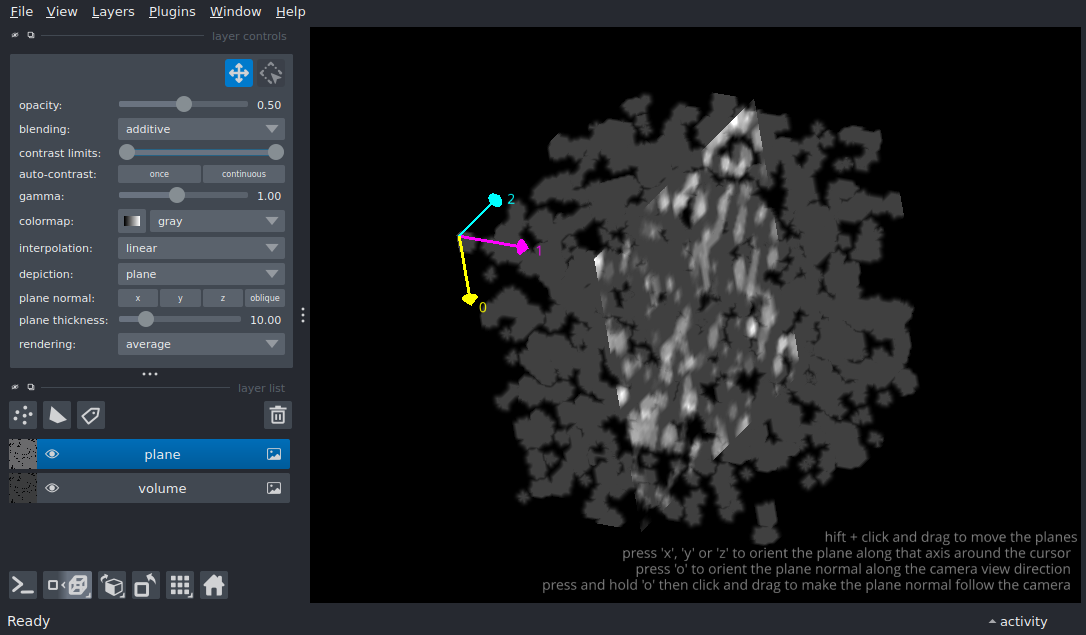 File View Layers Plugins Window Help
layer controls
opacity: 0.50
blending: additive
contrast limits:
auto-contrast: once continuous
gamma: 1.00
colormap: gray
interpolation: linear
depiction: plane
plane normal: x y z oblique
plane thickness: 10.00
rendering: average
layer list
plane
volume
2
1
0
hift + click and drag to move the planes
press 'x', 'y' or 'z' to orient the plane along that axis around the cursor
press 'o' to orient the plane normal along the camera view direction
press and hold 'o' then click and drag to make the plane normal follow the camera
Ready
activity